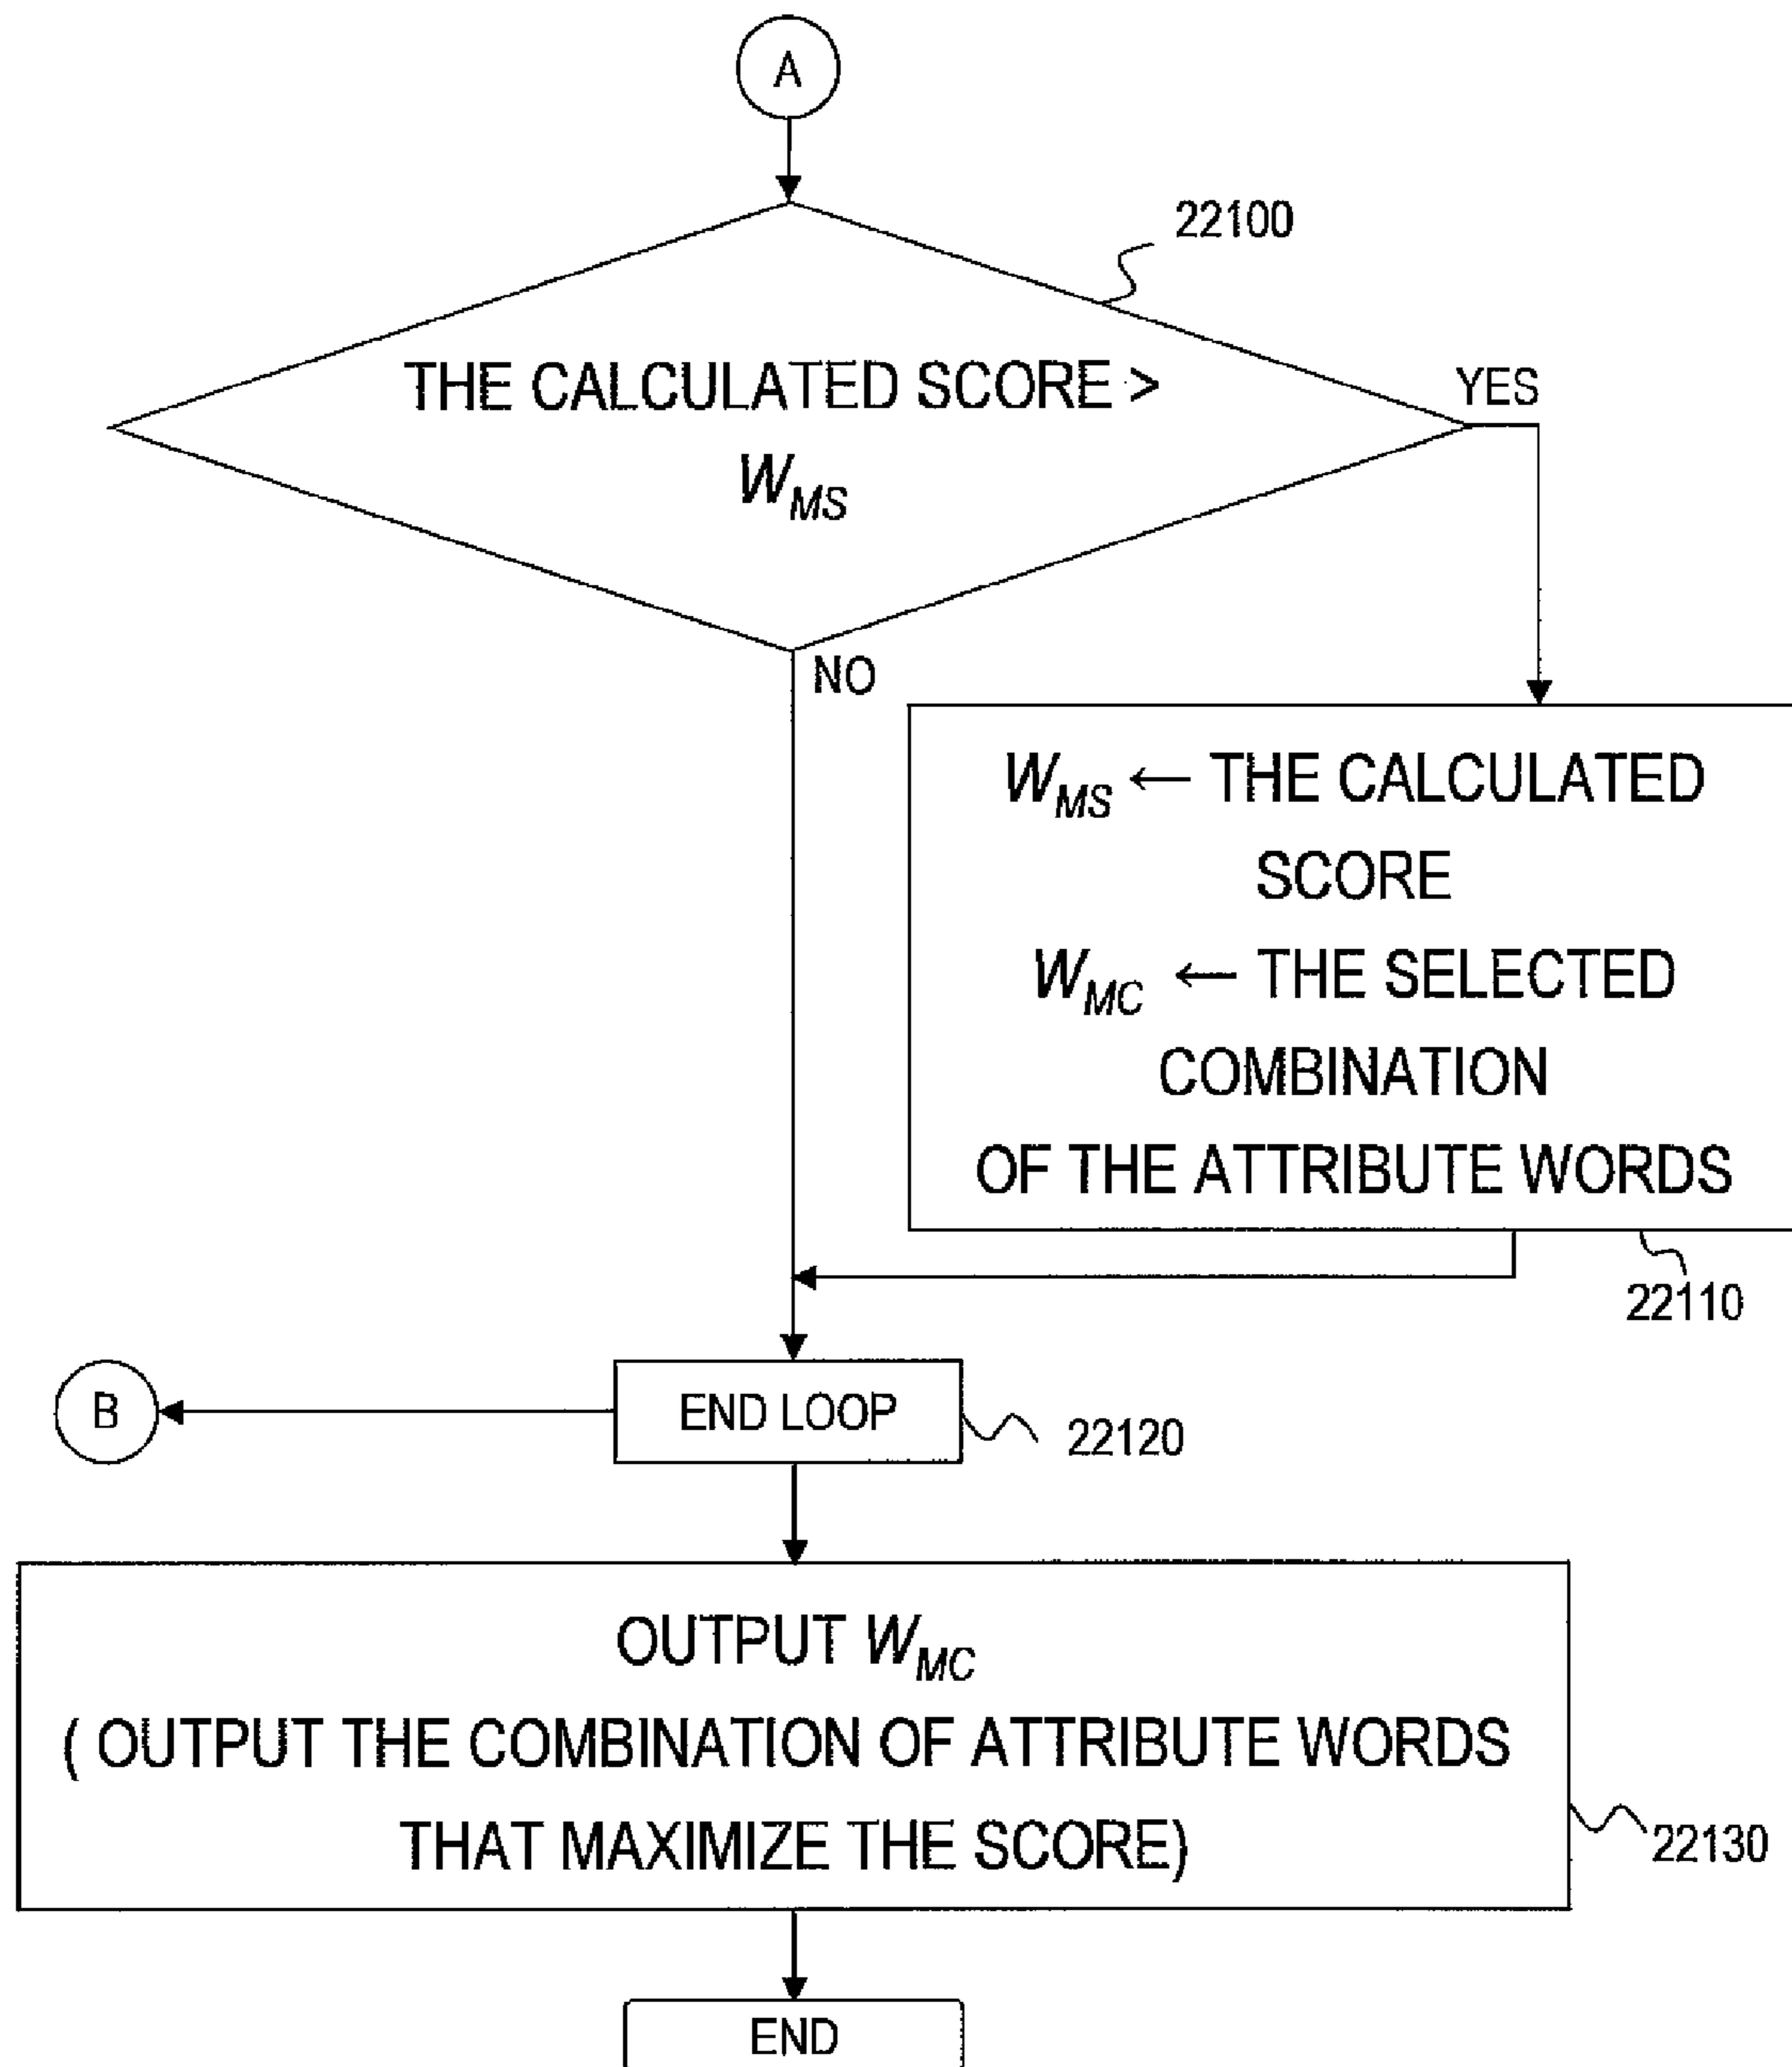 A
22100
THE CALCULATED SCORE >
W_MS
YES
NO
W_MS ← THE CALCULATED
SCORE
W_MC ← THE SELECTED
COMBINATION
OF THE ATTRIBUTE WORDS
22110
B
END LOOP
22120
OUTPUT W_MC
( OUTPUT THE COMBINATION OF ATTRIBUTE WORDS
THAT MAXIMIZE THE SCORE)
22130
END